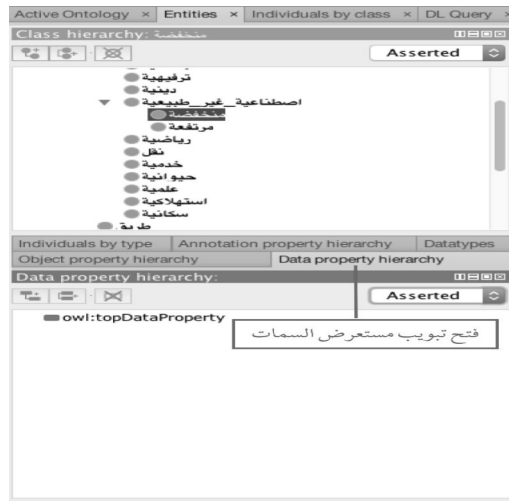 Active Ontology × Entities × Individuals by class × DL Query ×
Class hierarchy: منخفضة
Asserted
ترفيهية
دينية
اصطناعية_غير_طبيعية
منخفضة
مرتفعة
رياضية
نقل
خدمية
حيوانية
علمية
استهلاكية
سكانية
طريق
Individuals by type Annotation property hierarchy Datatypes
Object property hierarchy Data property hierarchy
Data property hierarchy:
Asserted
owl:topDataProperty
فتح تبويب مستعرض السمات